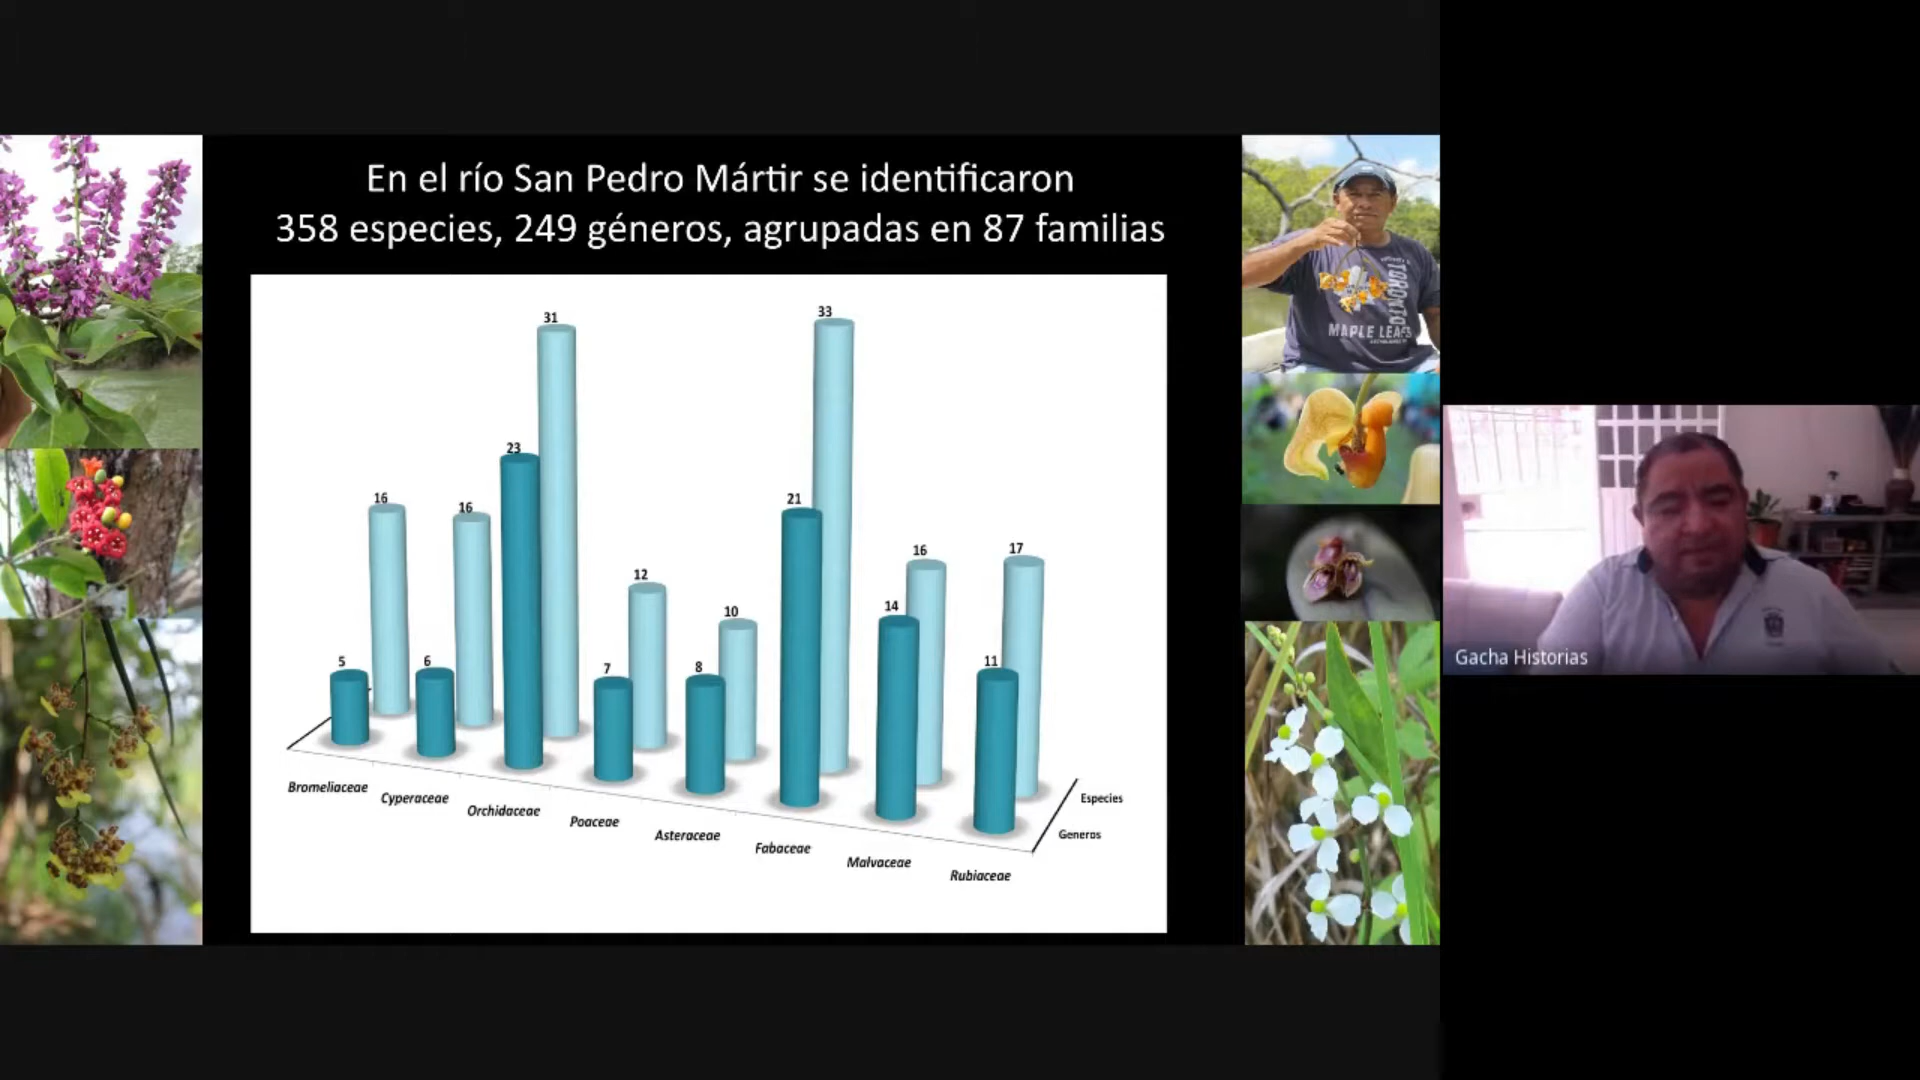 En el río San Pedro Mártir se identificaron
358 especies, 249 géneros, agrupadas en 87 familias
31
33
23
16
16
21
12
10
16
17
14
5
6
7
8
11
Bromeliaceae
Cyperaceae
Orchidaceae
Poaceae
Asteraceae
Fabaceae
Malvaceae
Rubiaceae
Especies
Generos
TORONTO
MAPLE LEAFS
Gacha Historias